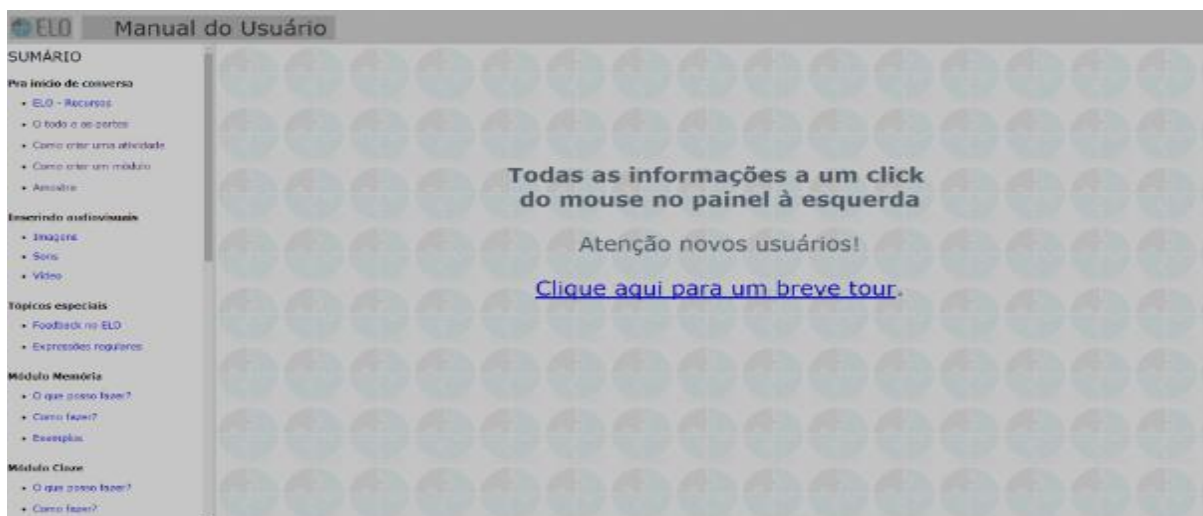 ELO Manual do Usuário
SUMÁRIO
Pra início de conversa
ELO - Recursos
O todo e as partes
Como criar uma atividade
Como criar um módulo
Amostra
Inserindo audiovisuais
Imagens
Sons
Vídeo
Tópicos especiais
Feedback no ELO
Expressões regulares
Módulo Memória
O que posso fazer?
Como fazer?
Exemplos
Módulo Cloze
O que posso fazer?
Como fazer?
Todas as informações a um click
do mouse no painel à esquerda
Atenção novos usuários!
Clique aqui para um breve tour.